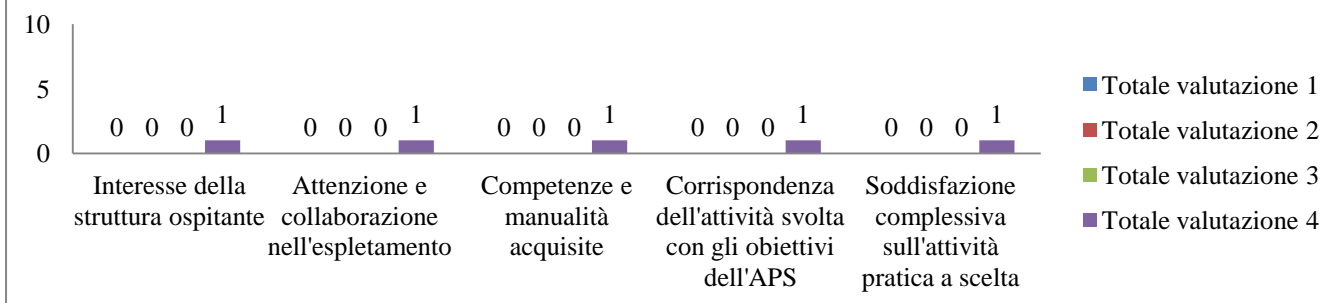 10
5
0
0 0 0 1 0 0 0 1 0 0 0 1 0 0 0 1 0 0 0 1
Interesse della
struttura ospitante
Attenzione e
collaborazione
nell'espletamento
Competenze e
manualità
acquisite
Corrispondenza
dell'attività svolta
con gli obiettivi
dell'APS
Soddisfazione
complessiva
sull'attività
pratica a scelta
Totale valutazione 1
Totale valutazione 2
Totale valutazione 3
Totale valutazione 4